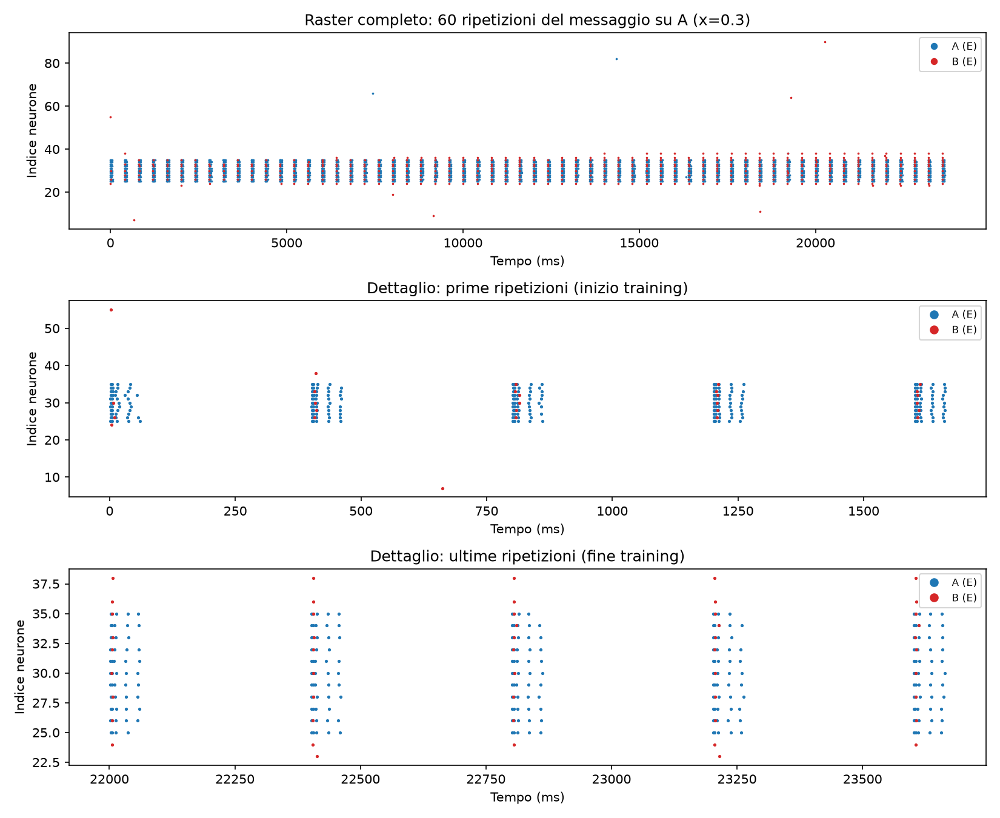 Raster completo: 60 ripetizioni del messaggio su A (x=0.3)
Indice neurone
80
60
40
20
A (E)
B (E)
0 5000 10000 15000 20000
Tempo (ms)
Dettaglio: prime ripetizioni (inizio training)
Indice neurone
50
40
30
20
10
A (E)
B (E)
0 250 500 750 1000 1250 1500
Tempo (ms)
Dettaglio: ultime ripetizioni (fine training)
Indice neurone
37.5
35.0
32.5
30.0
27.5
25.0
22.5
A (E)
B (E)
22000 22250 22500 22750 23000 23250 23500
Tempo (ms)